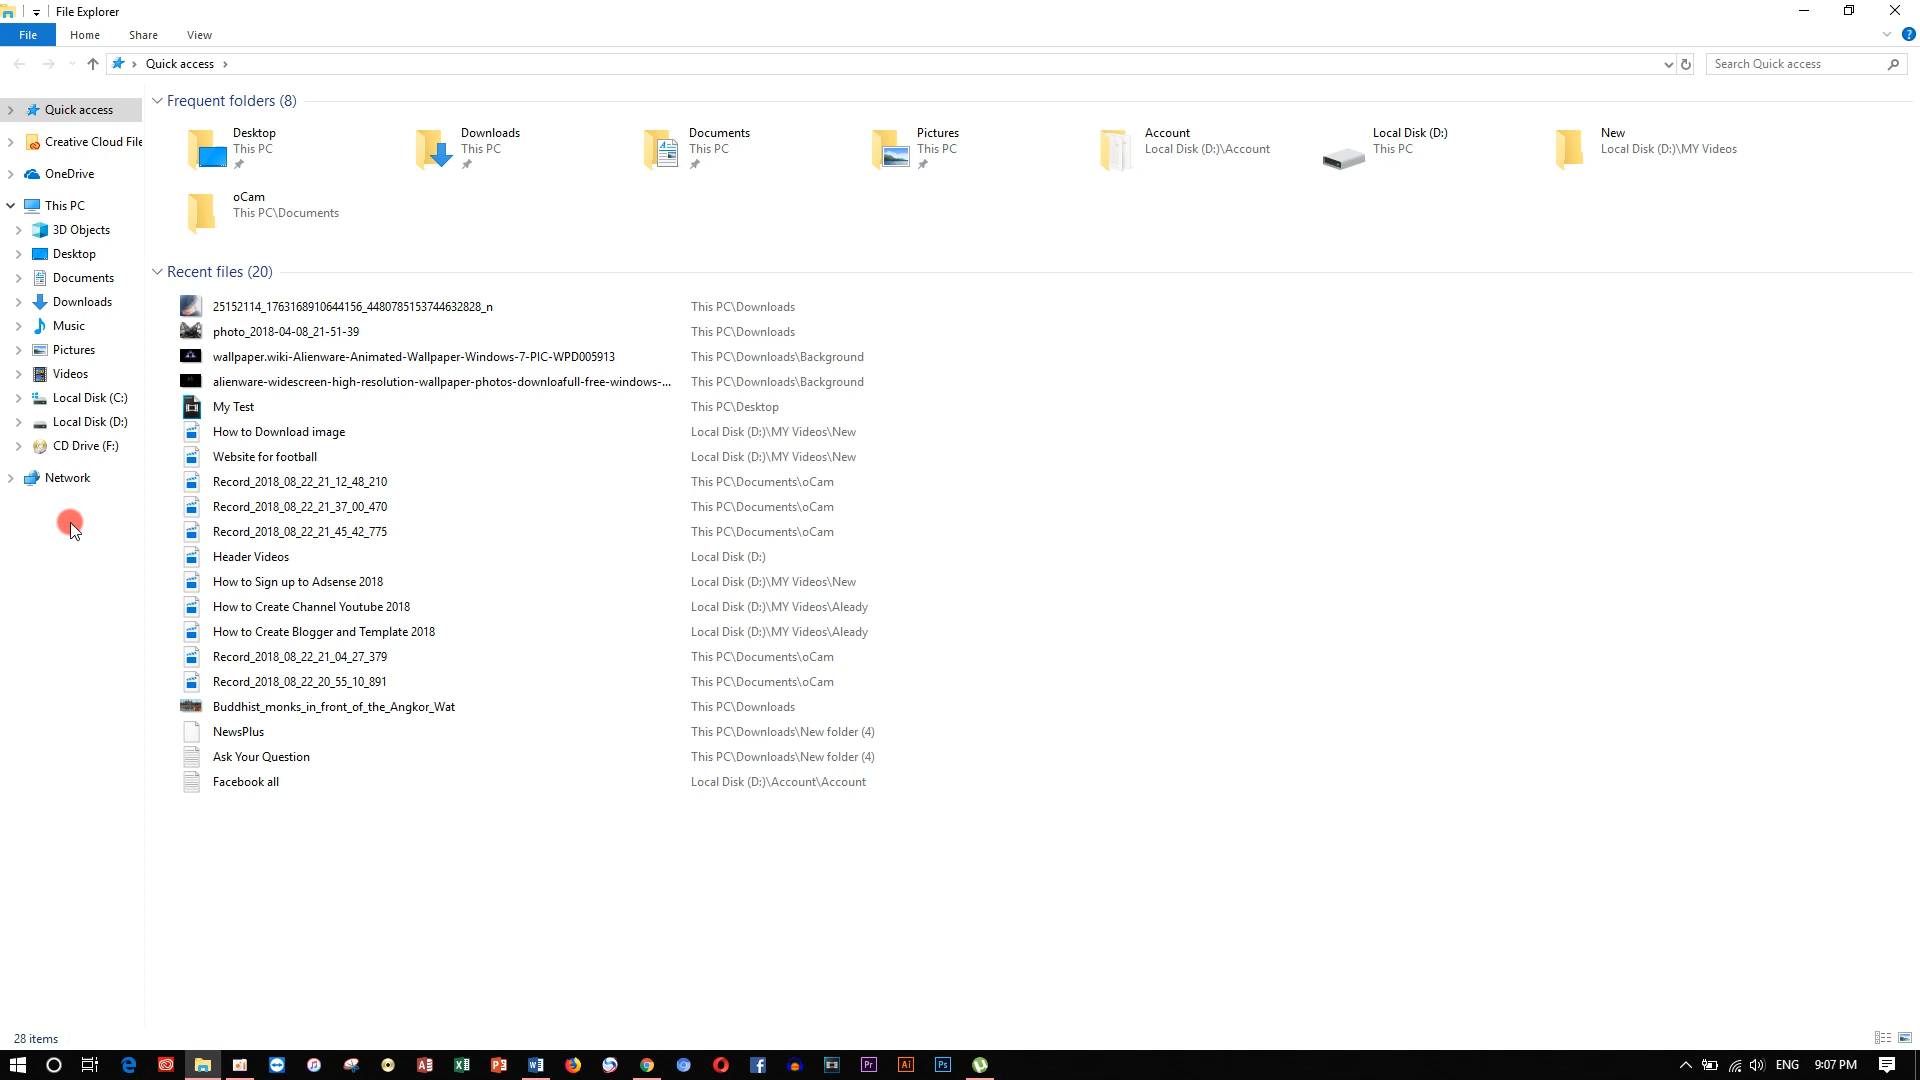 File Explorer
File Home Share View
Quick access
Search Quick access
Quick access
Creative Cloud File
OneDrive
This PC
3D Objects
Desktop
Documents
Downloads
Music
Pictures
Videos
Local Disk (C:)
Local Disk (D:)
CD Drive (F:)
Network
Frequent folders (8)
Desktop
This PC
Downloads
This PC
Documents
This PC
Pictures
This PC
Account
Local Disk (D:)\Account
Local Disk (D:)
This PC
New
Local Disk (D:)\MY Videos
oCam
This PC\Documents
Recent files (20)
25152114_1763168910644156_4480785153744632828_n This PC\Downloads
photo_2018-04-08_21-51-39 This PC\Downloads
wallpaper.wiki-Alienware-Animated-Wallpaper-Windows-7-PIC-WPD005913 This PC\Downloads\Background
alienware-widescreen-high-resolution-wallpaper-photos-downloafull-free-windows-... This PC\Downloads\Background
My Test This PC\Desktop
How to Download image Local Disk (D:)\MY Videos\New
Website for football Local Disk (D:)\MY Videos\New
Record_2018_08_22_21_12_48_210 This PC\Documents\oCam
Record_2018_08_22_21_37_00_470 This PC\Documents\oCam
Record_2018_08_22_21_45_42_775 This PC\Documents\oCam
Header Videos Local Disk (D:)
How to Sign up to Adsense 2018 Local Disk (D:)\MY Videos\New
How to Create Channel Youtube 2018 Local Disk (D:)\MY Videos\Aleady
How to Create Blogger and Template 2018 Local Disk (D:)\MY Videos\Aleady
Record_2018_08_22_21_04_27_379 This PC\Documents\oCam
Record_2018_08_22_20_55_10_891 This PC\Documents\oCam
Buddhist_monks_in_front_of_the_Angkor_Wat This PC\Downloads
NewsPlus This PC\Downloads\New folder (4)
Ask Your Question This PC\Downloads\New folder (4)
Facebook all Local Disk (D:)\Account\Account
28 items
ENG 9:07 PM